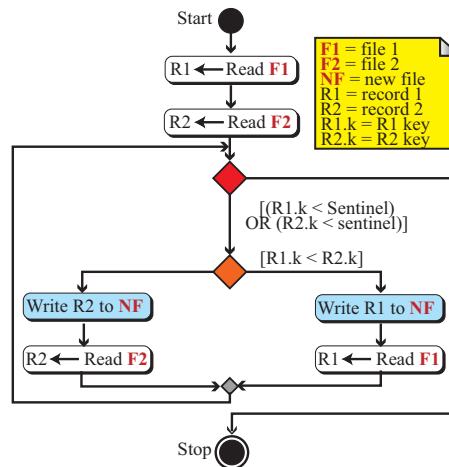 Start
R1 ← Read F1
R2 ← Read F2
F1 = file 1
F2 = file 2
NF = new file
R1 = record 1
R2 = record 2
R1.k = R1 key
R2.k = R2 key
[(R1.k < Sentinel)
OR (R2.k < sentinel)]
[R1.k < R2.k]
Write R2 to NF
Write R1 to NF
R2 ← Read F2
R1 ← Read F1
Stop